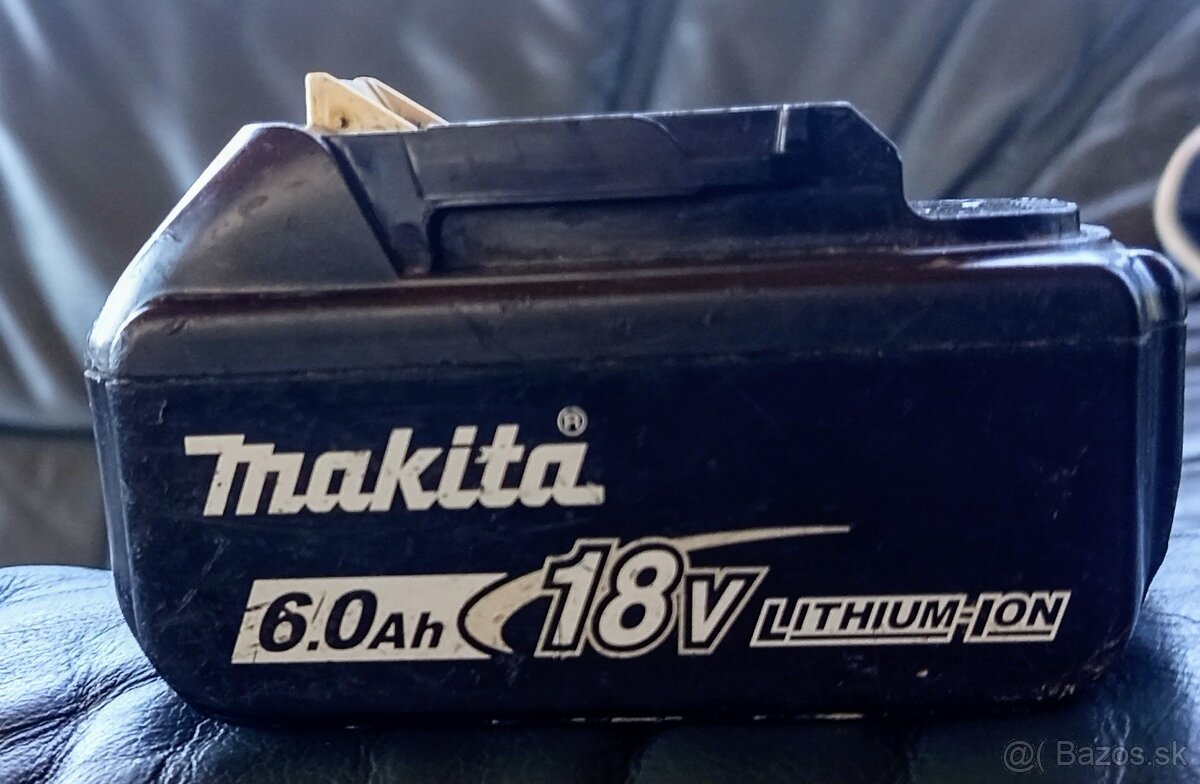 makita®
6.0Ah 18V LITHIUM-ION
@( Bazos.sk